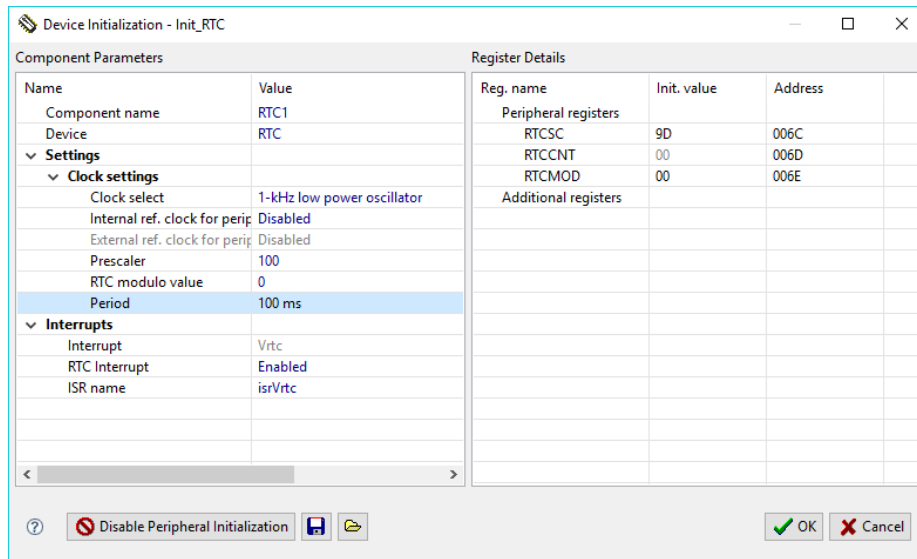 Device Initialization - Init_RTC
Component Parameters
Name Value
Component name RTC1
Device RTC
Settings
Clock settings
Clock select 1-kHz low power oscillator
Internal ref. clock for perip Disabled
External ref. clock for perip Disabled
Prescaler 100
RTC modulo value 0
Period 100 ms
Interrupts
Interrupt Vrtc
RTC Interrupt Enabled
ISR name isrVrtc
Register Details
Reg. name Init. value Address
Peripheral registers
RTCSC 9D 006C
RTCCNT 00 006D
RTCMOD 00 006E
Additional registers
? Disable Peripheral Initialization OK Cancel